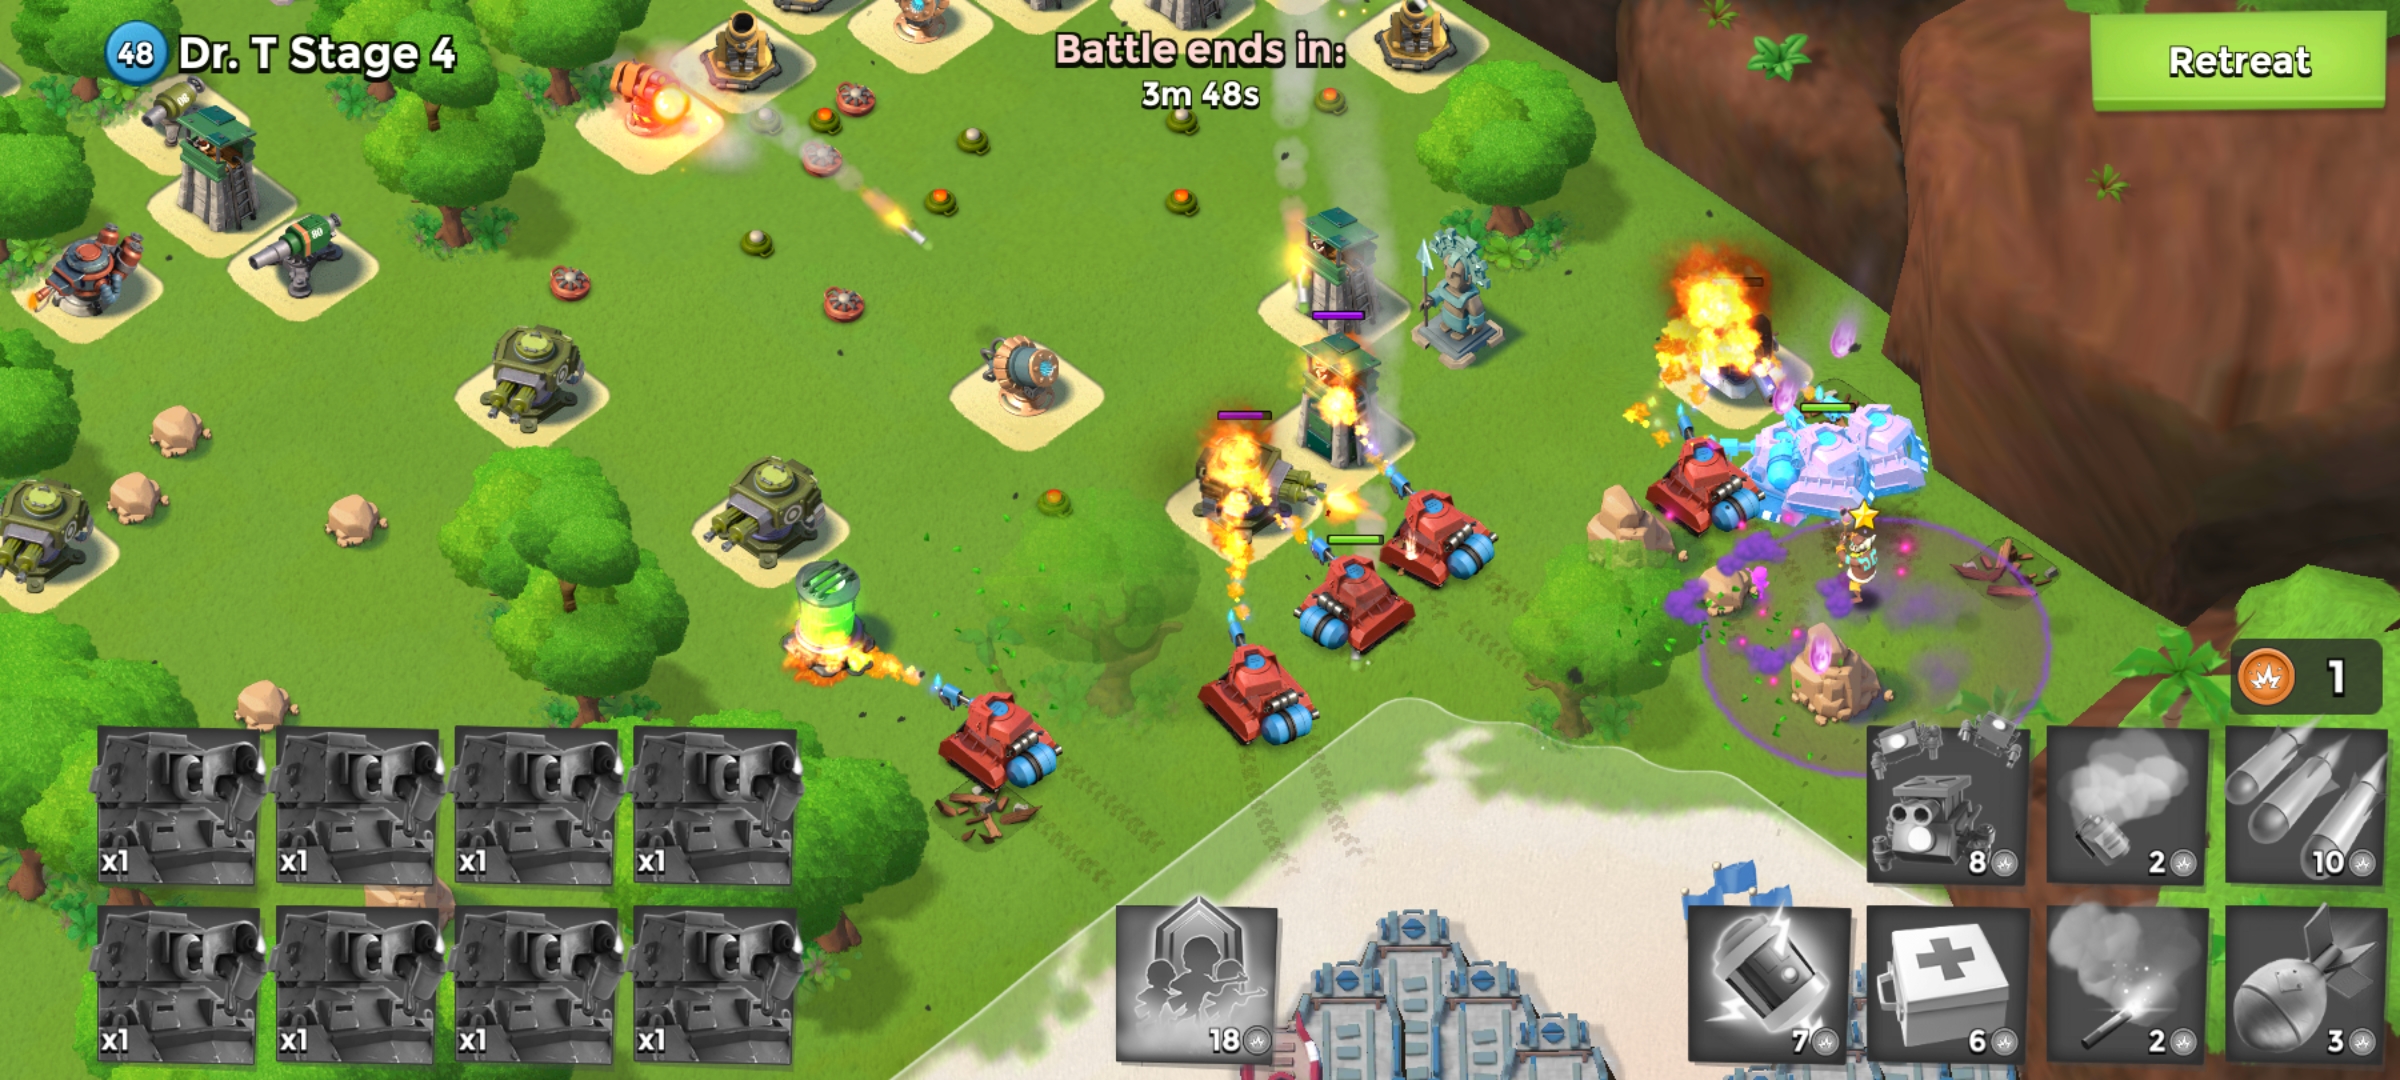 48 Dr. T Stage 4
Battle ends in:
3m 48s
Retreat
1
x1 x1 x1 x1
8 2 10
x1 x1 x1 x1
18 7 6 2 3